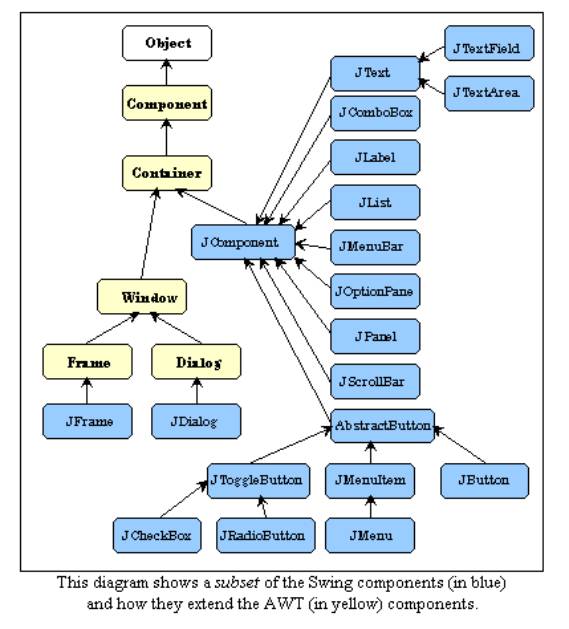 Object
JTextField
JText
Component
JTextArea
JComboBox
JLabel
Container
JList
JComponent
JMenuBar
JOptionPane
Window
JPanel
Frame
Dialog
JScrollBar
JFrame
JDialog
AbstractButton
JToggleButton
JMenuItem
JButton
JCheckBox
JRadioButton
JMenu
This diagram shows a subset of the Swing components (in blue)
and how they extend the AWT (in yellow) components.